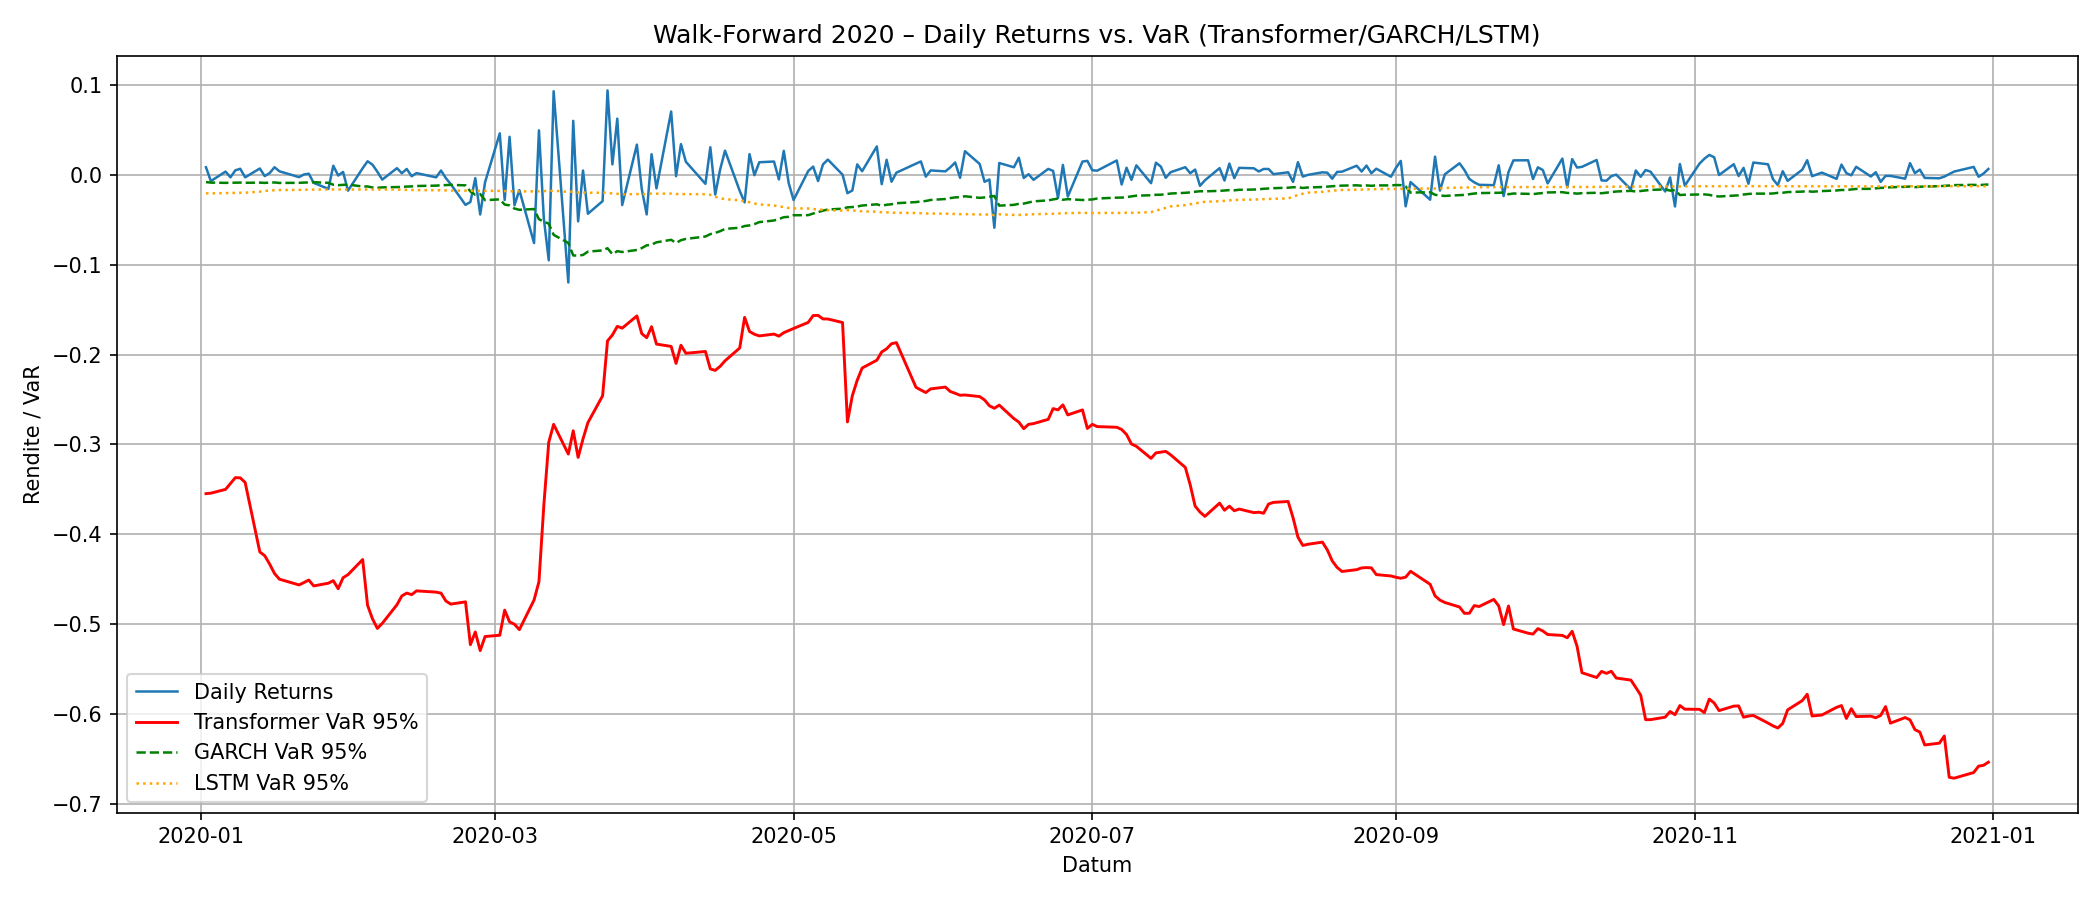 Walk-Forward 2020 – Daily Returns vs. VaR (Transformer/GARCH/LSTM)
0.1
0.0
−0.1
−0.2
−0.3
−0.4
−0.5
−0.6
−0.7
Rendite / VaR
Daily Returns
Transformer VaR 95%
GARCH VaR 95%
LSTM VaR 95%
2020-01 2020-03 2020-05 2020-07 2020-09 2020-11 2021-01
Datum